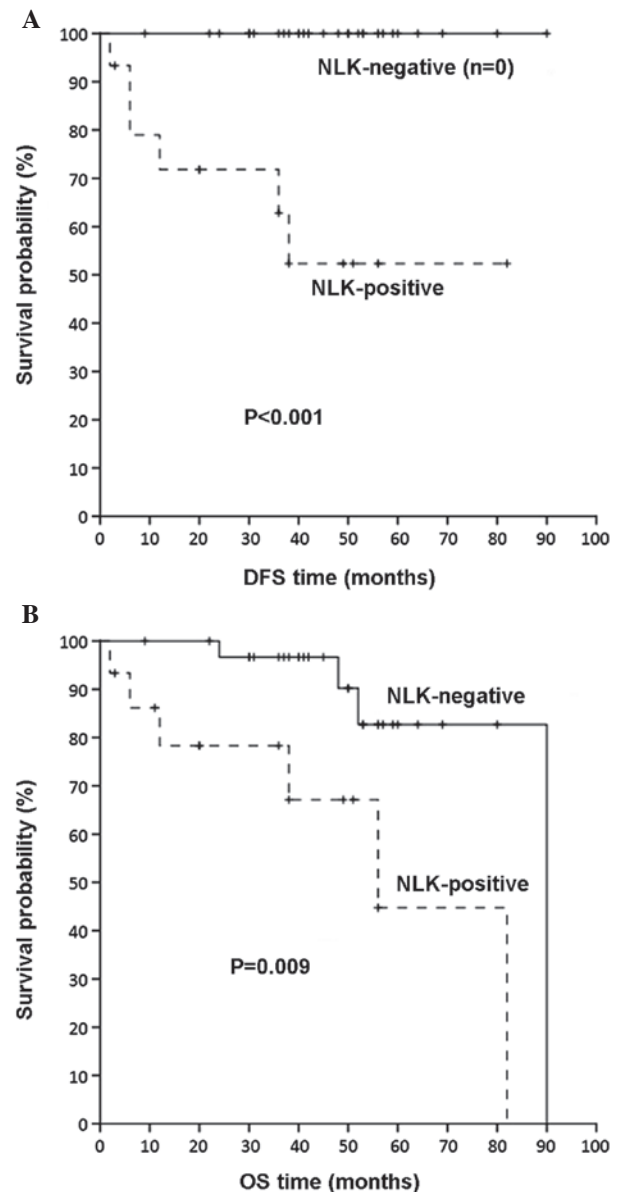 A
100
90
80
70
60
50
40
30
20
10
0
Survival probability (%)
NLK-negative (n=0)
NLK-positive
P<0.001
0 10 20 30 40 50 60 70 80 90 100
DFS time (months)
B
100
90
80
70
60
50
40
30
20
10
0
Survival probability (%)
NLK-negative
NLK-positive
P=0.009
0 10 20 30 40 50 60 70 80 90 100
OS time (months)